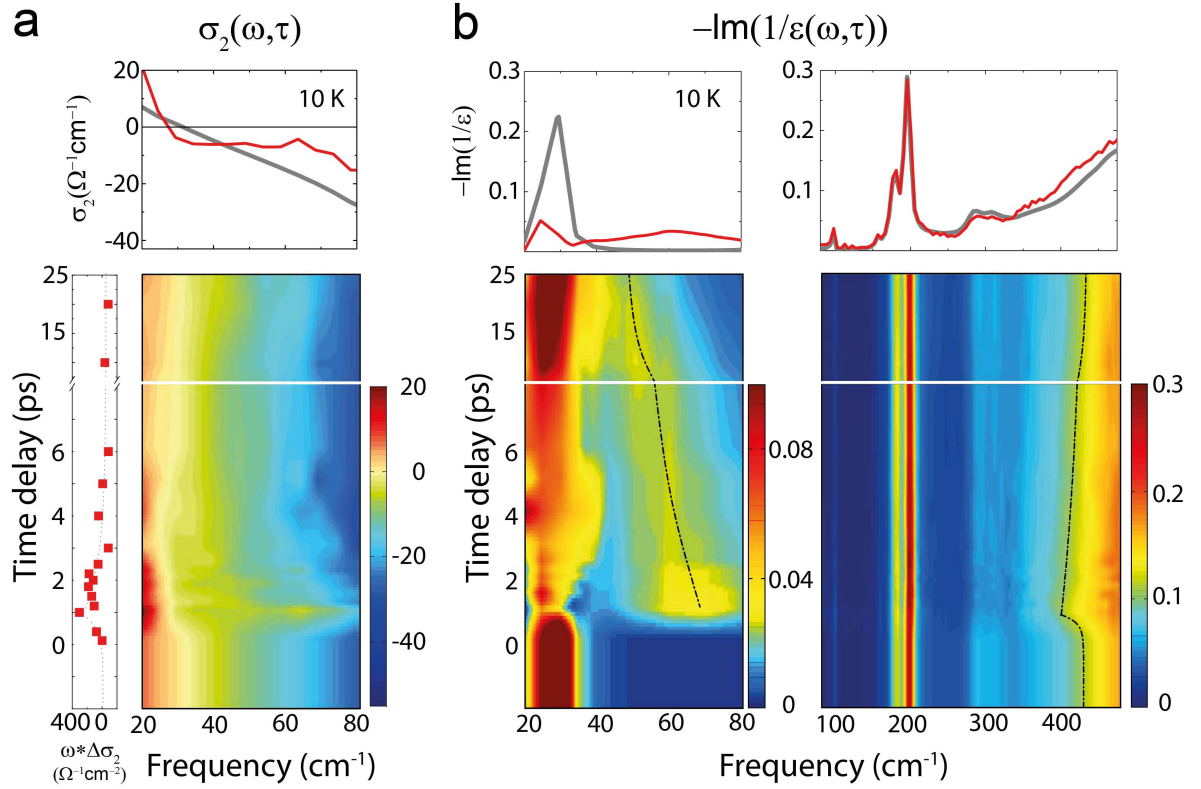 a
σ₂(ω,τ)
b
−Im(1/ε(ω,τ))
20
0
-20
-40
σ₂(Ω⁻¹cm⁻¹)
10 K
0.3
0.2
0.1
−Im(1/ε)
10 K
0.3
0.2
0.1
25
15
6
4
2
0
Time delay (ps)
400 0
ω*Δσ₂
(Ω⁻¹cm⁻²)
20 40 60 80
Frequency (cm⁻¹)
20
0
-20
-40
25
15
6
4
2
0
Time delay (ps)
20 40 60 80
0.08
0.04
0
100 200 300 400
Frequency (cm⁻¹)
0.3
0.2
0.1
0